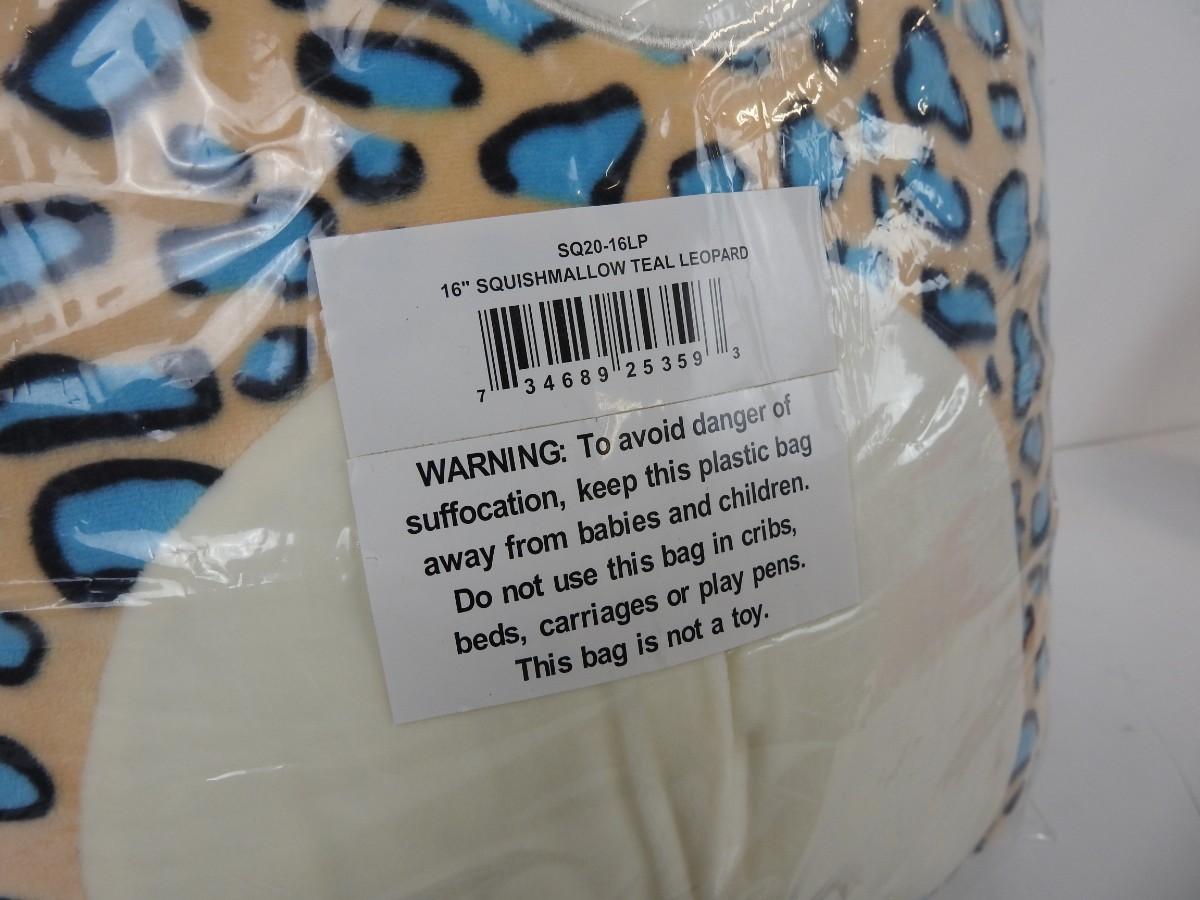 SQ20-16LP
16" SQUISHMALLOW TEAL LEOPARD
7 34689 25359 3
WARNING: To avoid danger of
suffocation, keep this plastic bag
away from babies and children.
Do not use this bag in cribs,
beds, carriages or play pens.
This bag is not a toy.